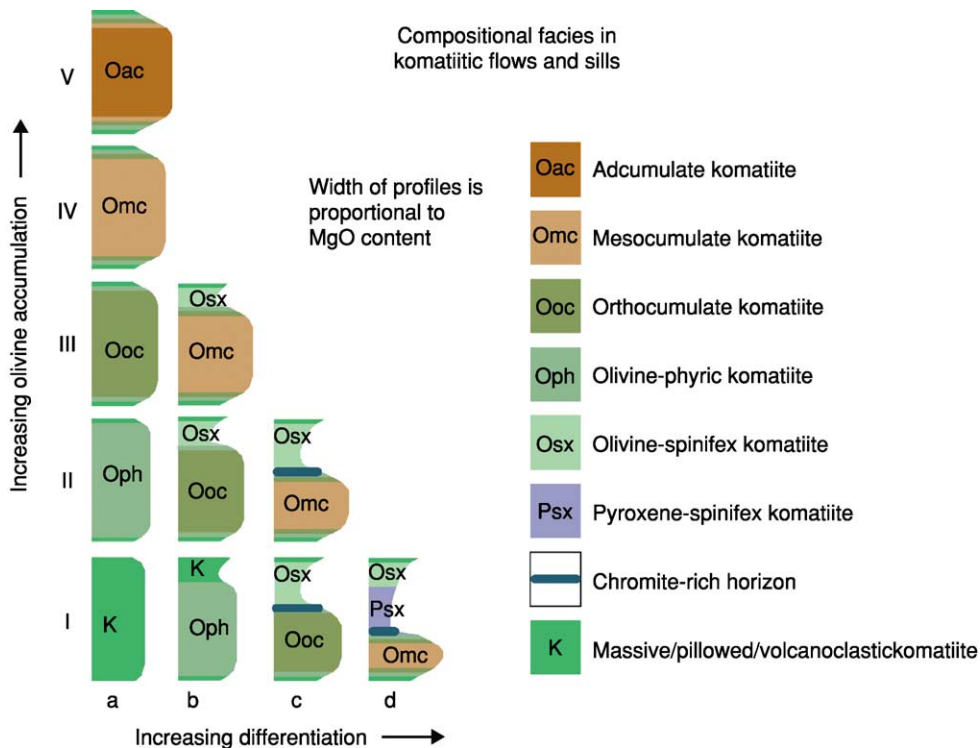 Compositional facies in
komatiitic flows and sills
Width of profiles is
proportional to
MgO content
Increasing olivine accumulation
V
Oac
IV
Omc
III
Ooc
Osx
Omc
II
Oph
Osx
Ooc
Osx
Omc
I
K
K
Oph
Osx
Ooc
Osx
Psx
Omc
a b c d
Increasing differentiation
Oac Adcumulate komatiite
Omc Mesocumulate komatiite
Ooc Orthocumulate komatiite
Oph Olivine-phyric komatiite
Osx Olivine-spinifex komatiite
Psx Pyroxene-spinifex komatiite
Chromite-rich horizon
K Massive/pillowed/volcanoclastickomatiite